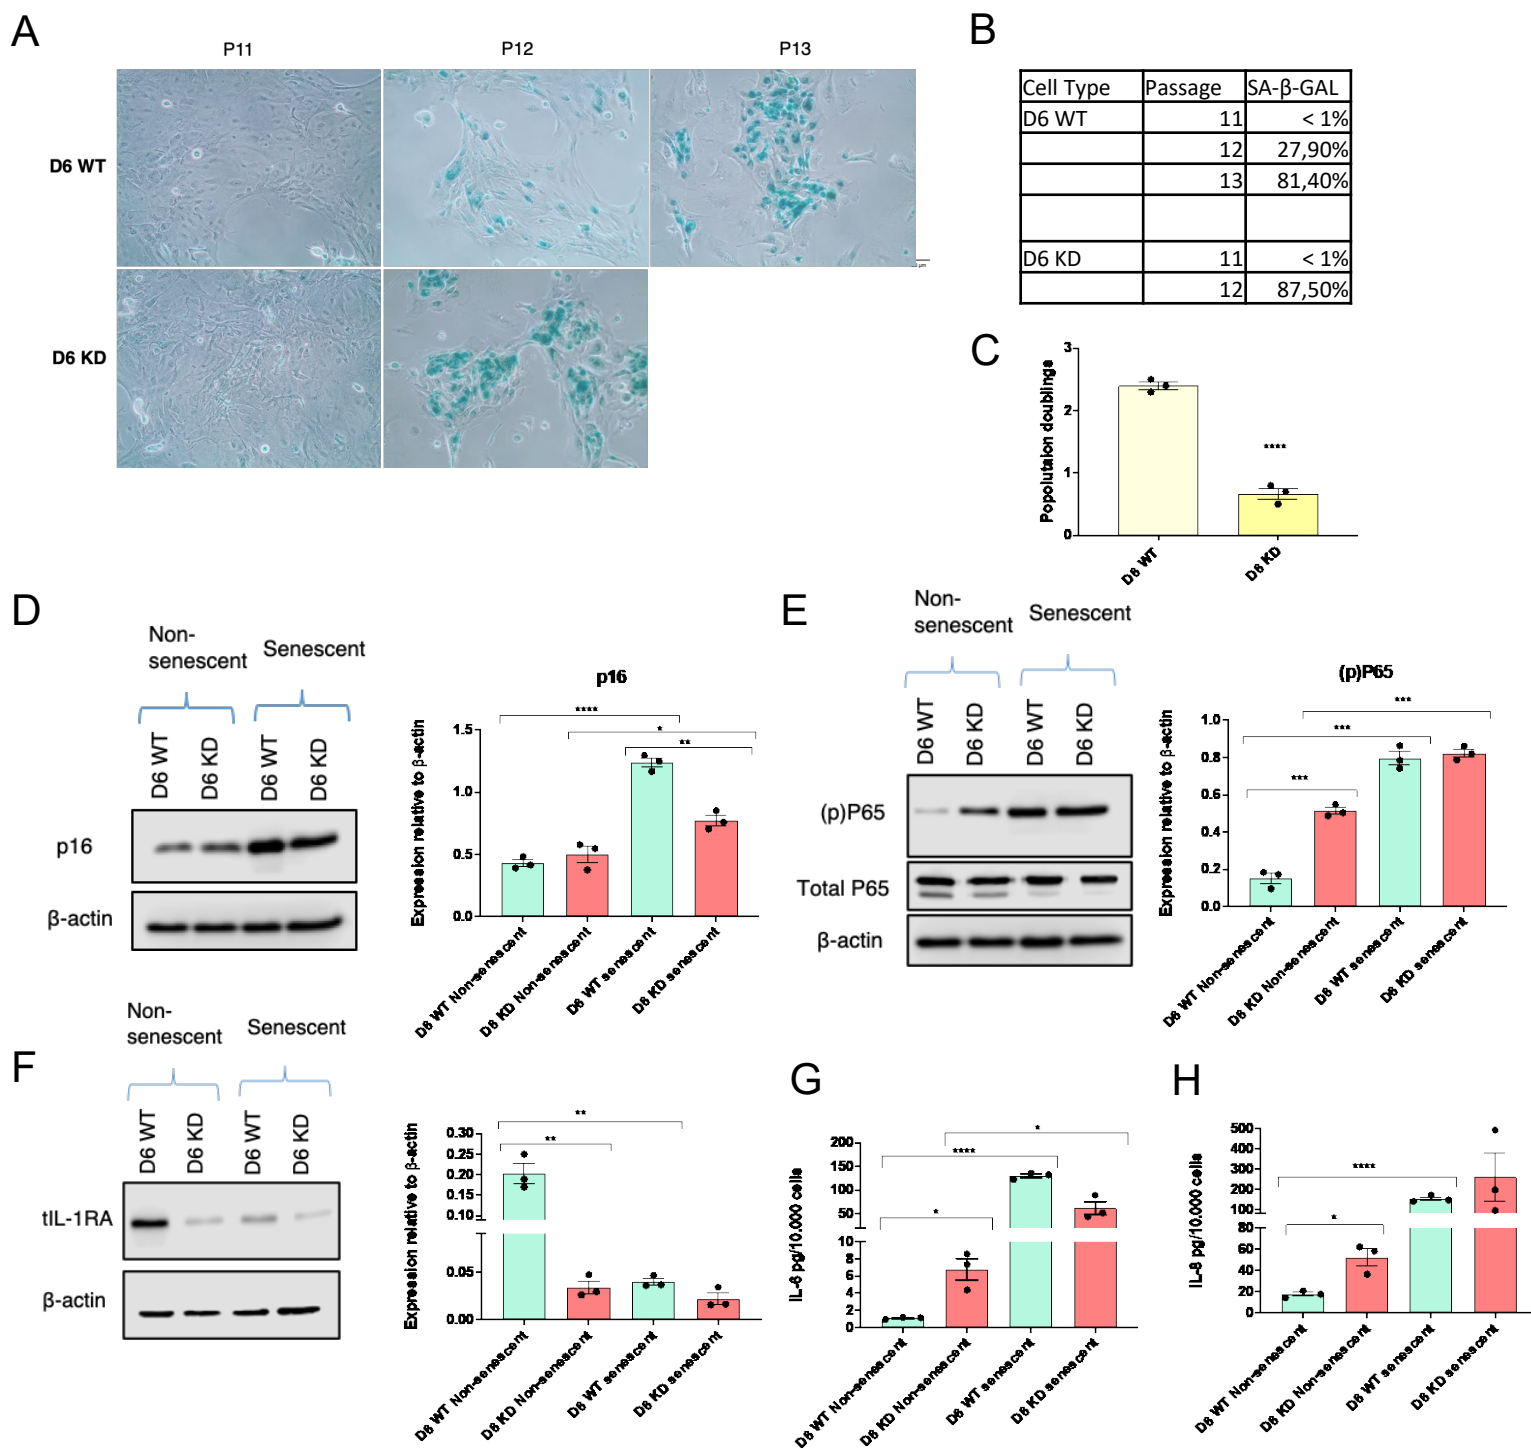 A
P11
P12
P13
D6 WT
D6 KD
B
Cell Type Passage SA-β-GAL
D6 WT 11 < 1%
12 27,90%
13 81,40%
D6 KD 11 < 1%
12 87,50%
C
Popolutaion doublings
3
2
1
0
****
D6 WT
D6 KD
D
Non-
senescent
Senescent
D6 WT
D6 KD
D6 WT
D6 KD
p16
β-actin
p16
Expression relative to β-actin
1.5
1.0
0.5
0.0
****
*
**
D6 WT Non-senescent
D6 KD Non-senescent
D6 WT senescent
D6 KD senescent
E
Non-
senescent
Senescent
D6 WT
D6 KD
D6 WT
D6 KD
(p)P65
Total P65
β-actin
(p)P65
Expression relative to β-actin
1.0
0.8
0.6
0.4
0.2
0.0
***
***
***
D6 WT Non-senescent
D6 KD Non-senescent
D6 WT senescent
D6 KD senescent
F
Non-
senescent
Senescent
D6 WT
D6 KD
D6 WT
D6 KD
tIL-1RA
β-actin
Expression relative to β-actin
0.30
0.25
0.20
0.15
0.10
0.05
0.00
**
**
D6 WT Non-senescent
D6 KD Non-senescent
D6 WT senescent
D6 KD senescent
G
IL-6 pg/10.000 cells
200
150
100
50
10
8
6
4
2
0
*
****
*
D6 WT Non-senescent
D6 KD Non-senescent
D6 WT senescent
D6 KD senescent
H
IL-8 pg/10.000 cells
500
400
300
200
100
80
60
40
20
0
****
*
D6 WT Non-senescent
D6 KD Non-senescent
D6 WT senescent
D6 KD senescent